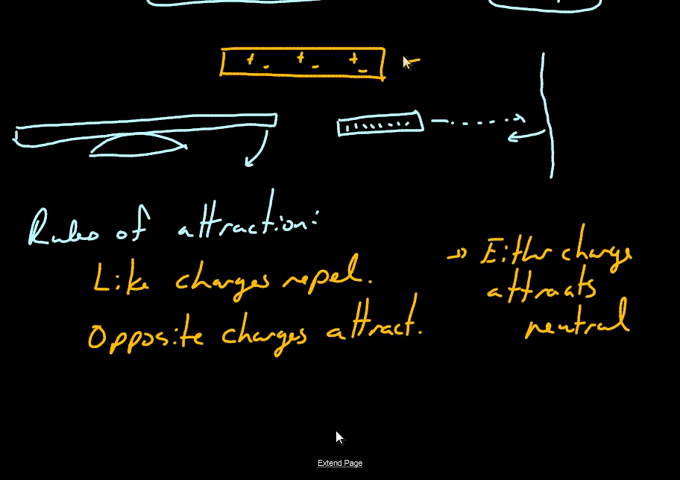 + - + - + -
Rules of attraction:
Like charges repel.
Opposite charges attract.
→ Either charge
attracts
neutral
Extend Page